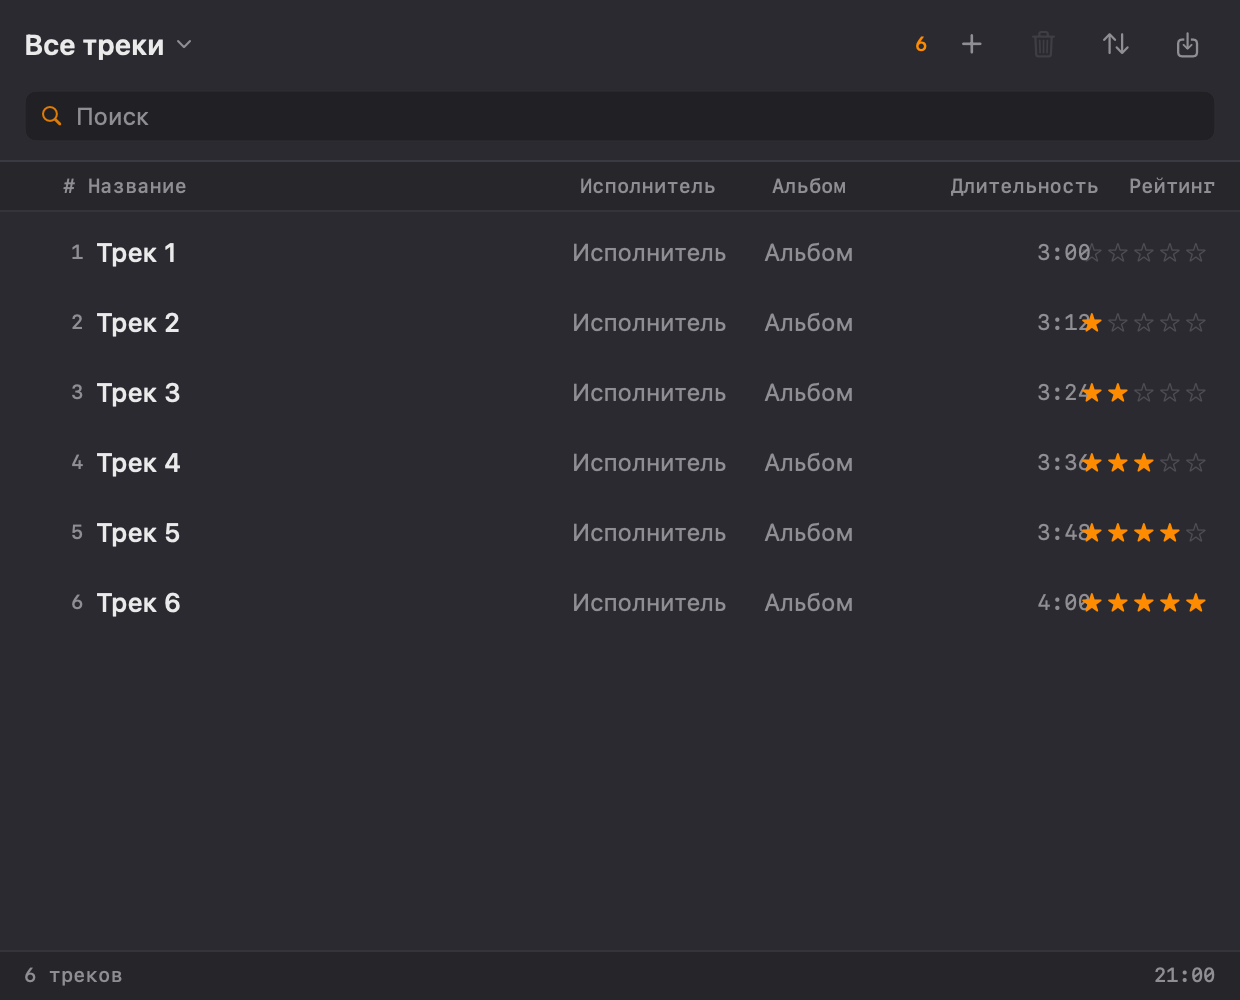 Все треки 6
Поиск
# Название Исполнитель Альбом Длительность Рейтинг
1 Трек 1 Исполнитель Альбом 3:00
2 Трек 2 Исполнитель Альбом 3:12
3 Трек 3 Исполнитель Альбом 3:24
4 Трек 4 Исполнитель Альбом 3:36
5 Трек 5 Исполнитель Альбом 3:48
6 Трек 6 Исполнитель Альбом 4:00
6 треков 21:00